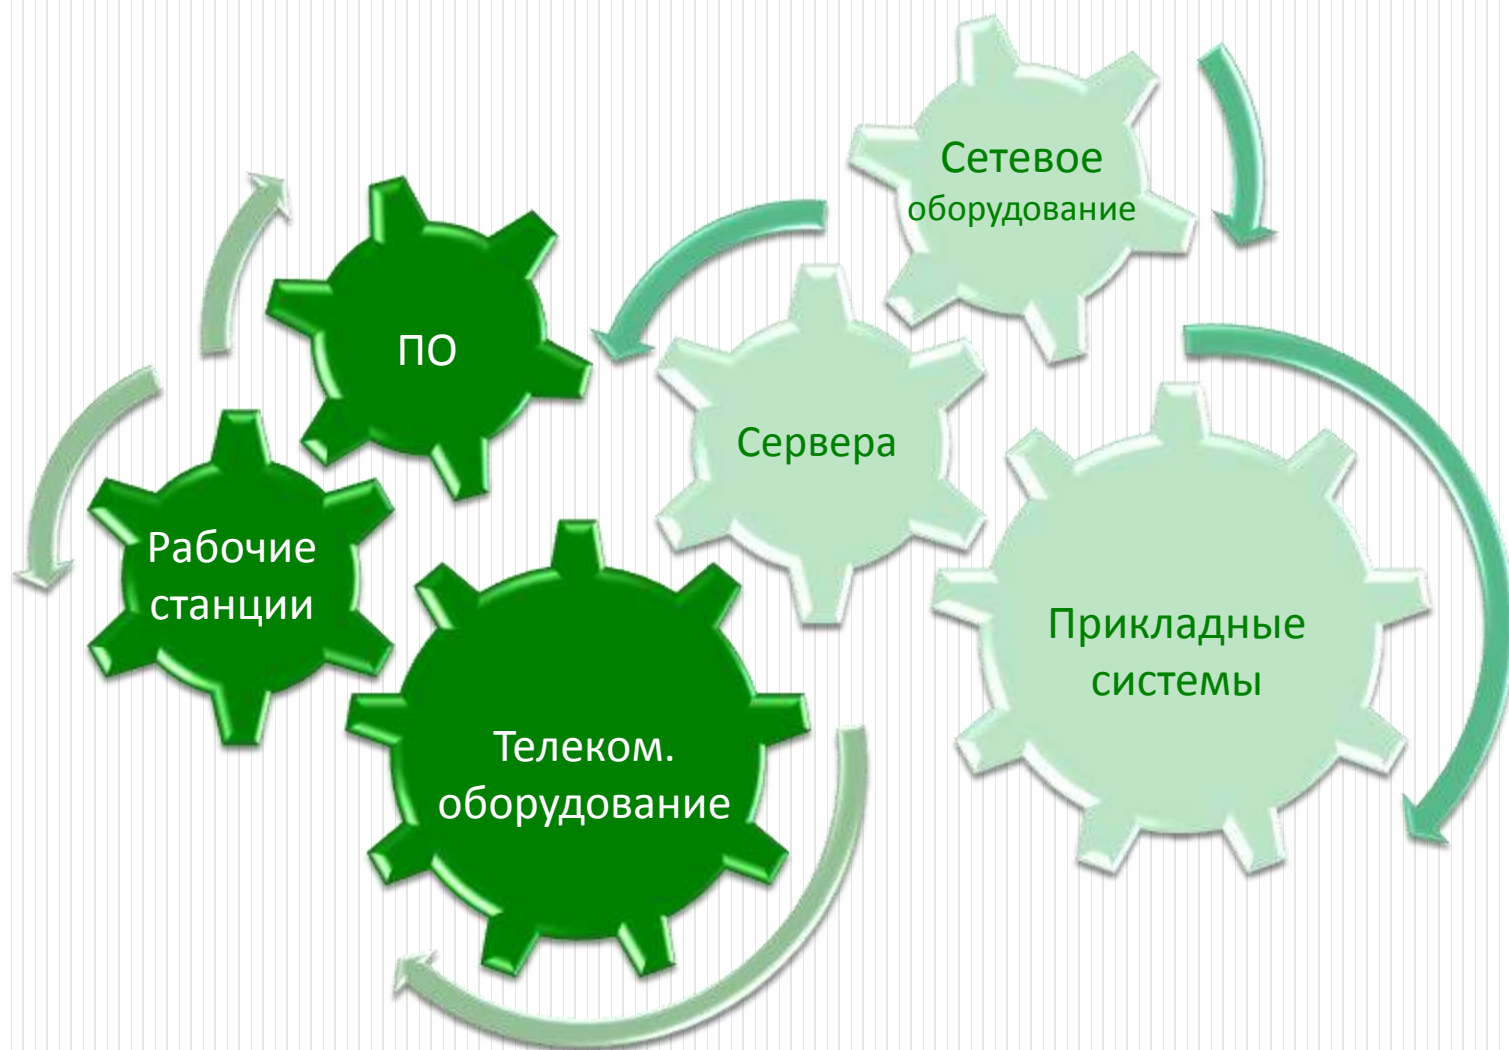 Сетевое
оборудование
ПО
Сервера
Рабочие
станции
Прикладные
системы
Телеком.
оборудование